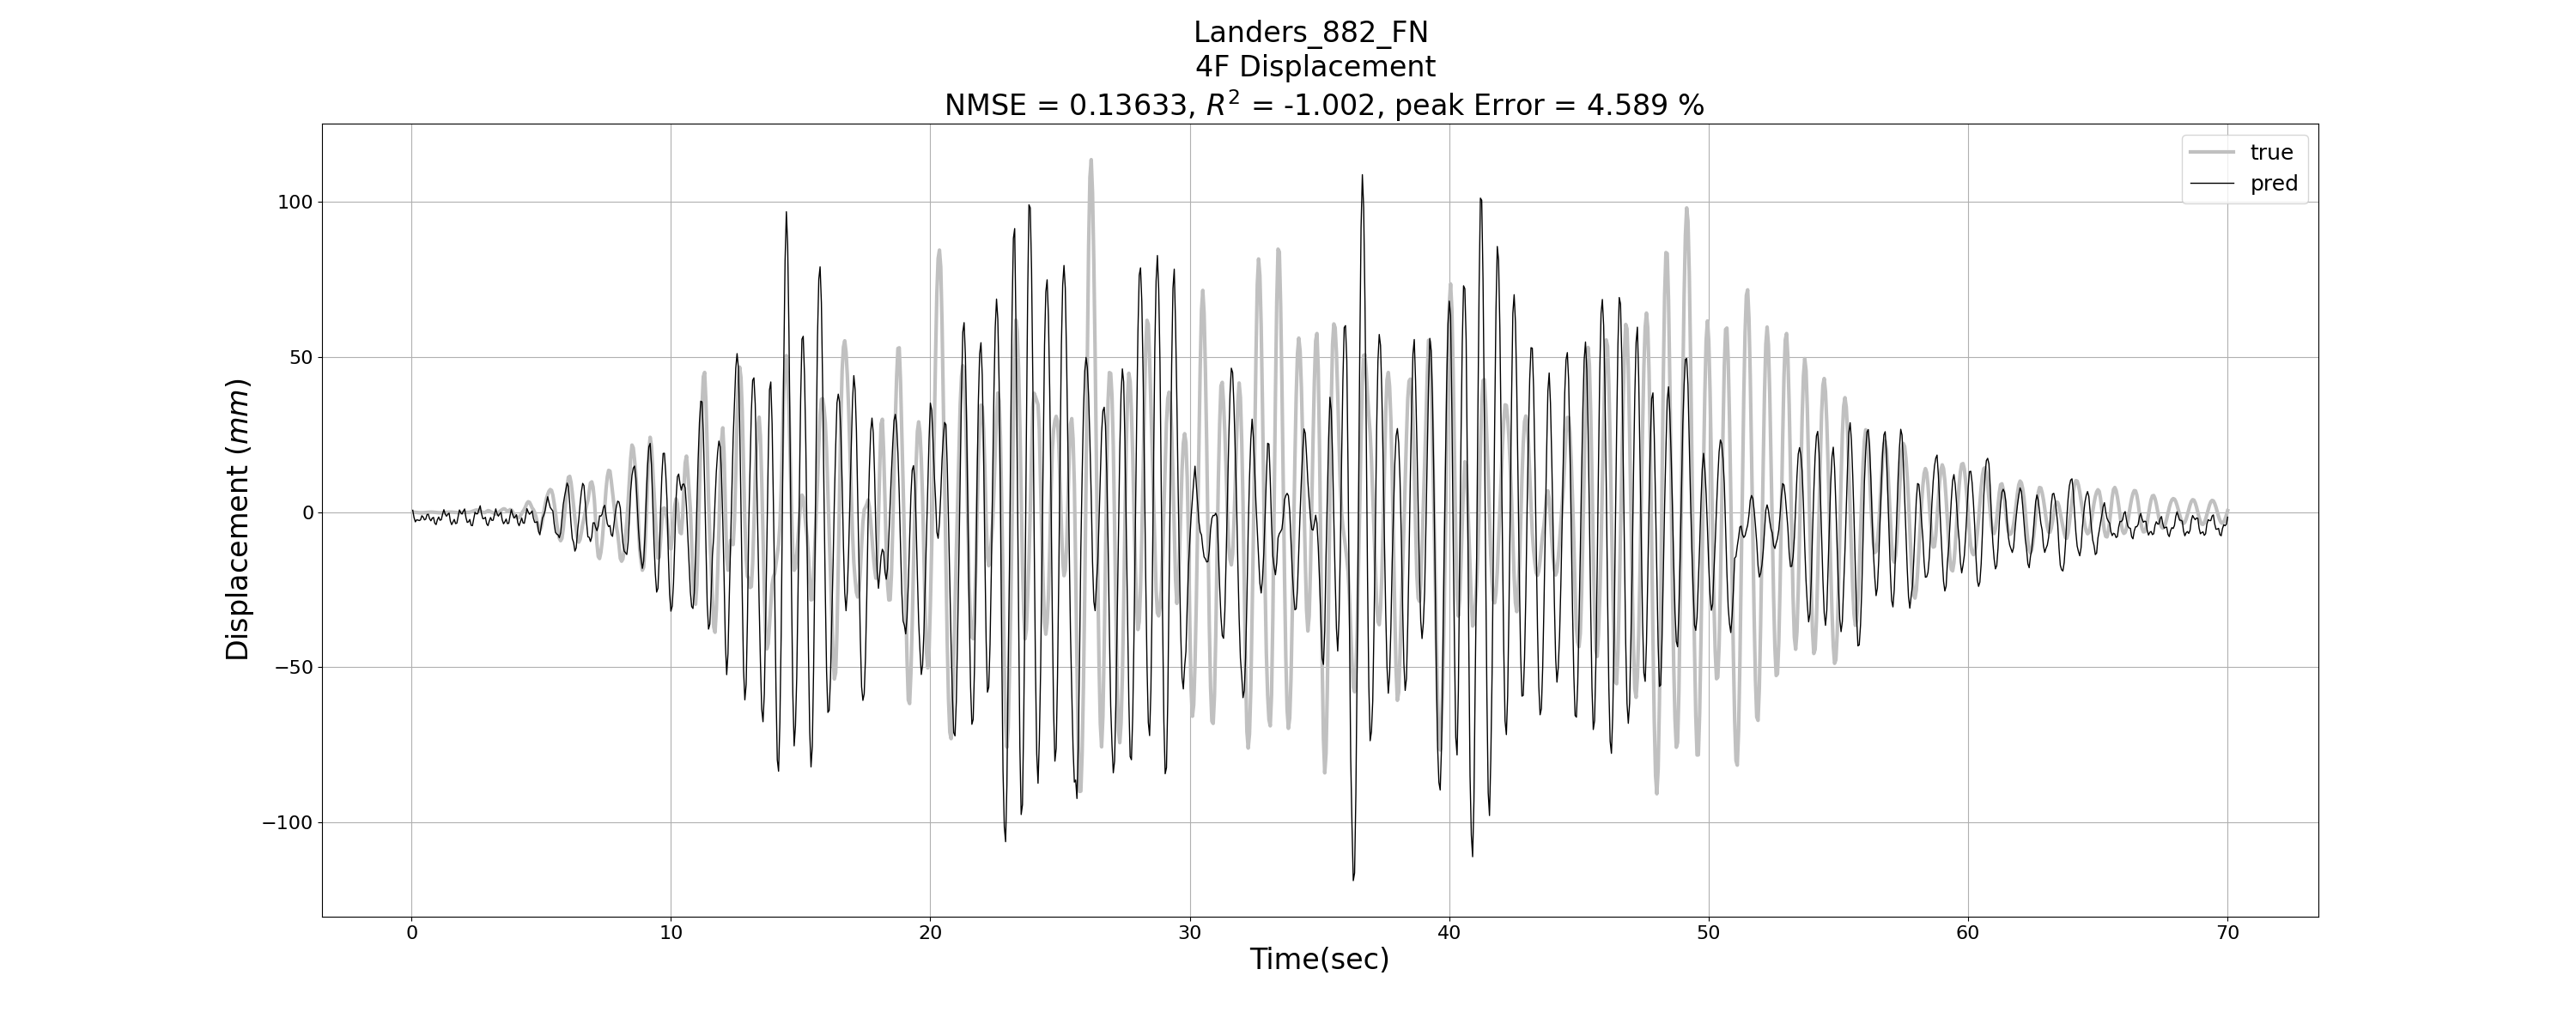 Landers_882_FN
4F Displacement
NMSE = 0.13633, R² = -1.002, peak Error = 4.589 %
true
pred
100
50
0
−50
−100
Displacement (mm)
0 10 20 30 40 50 60 70
Time(sec)